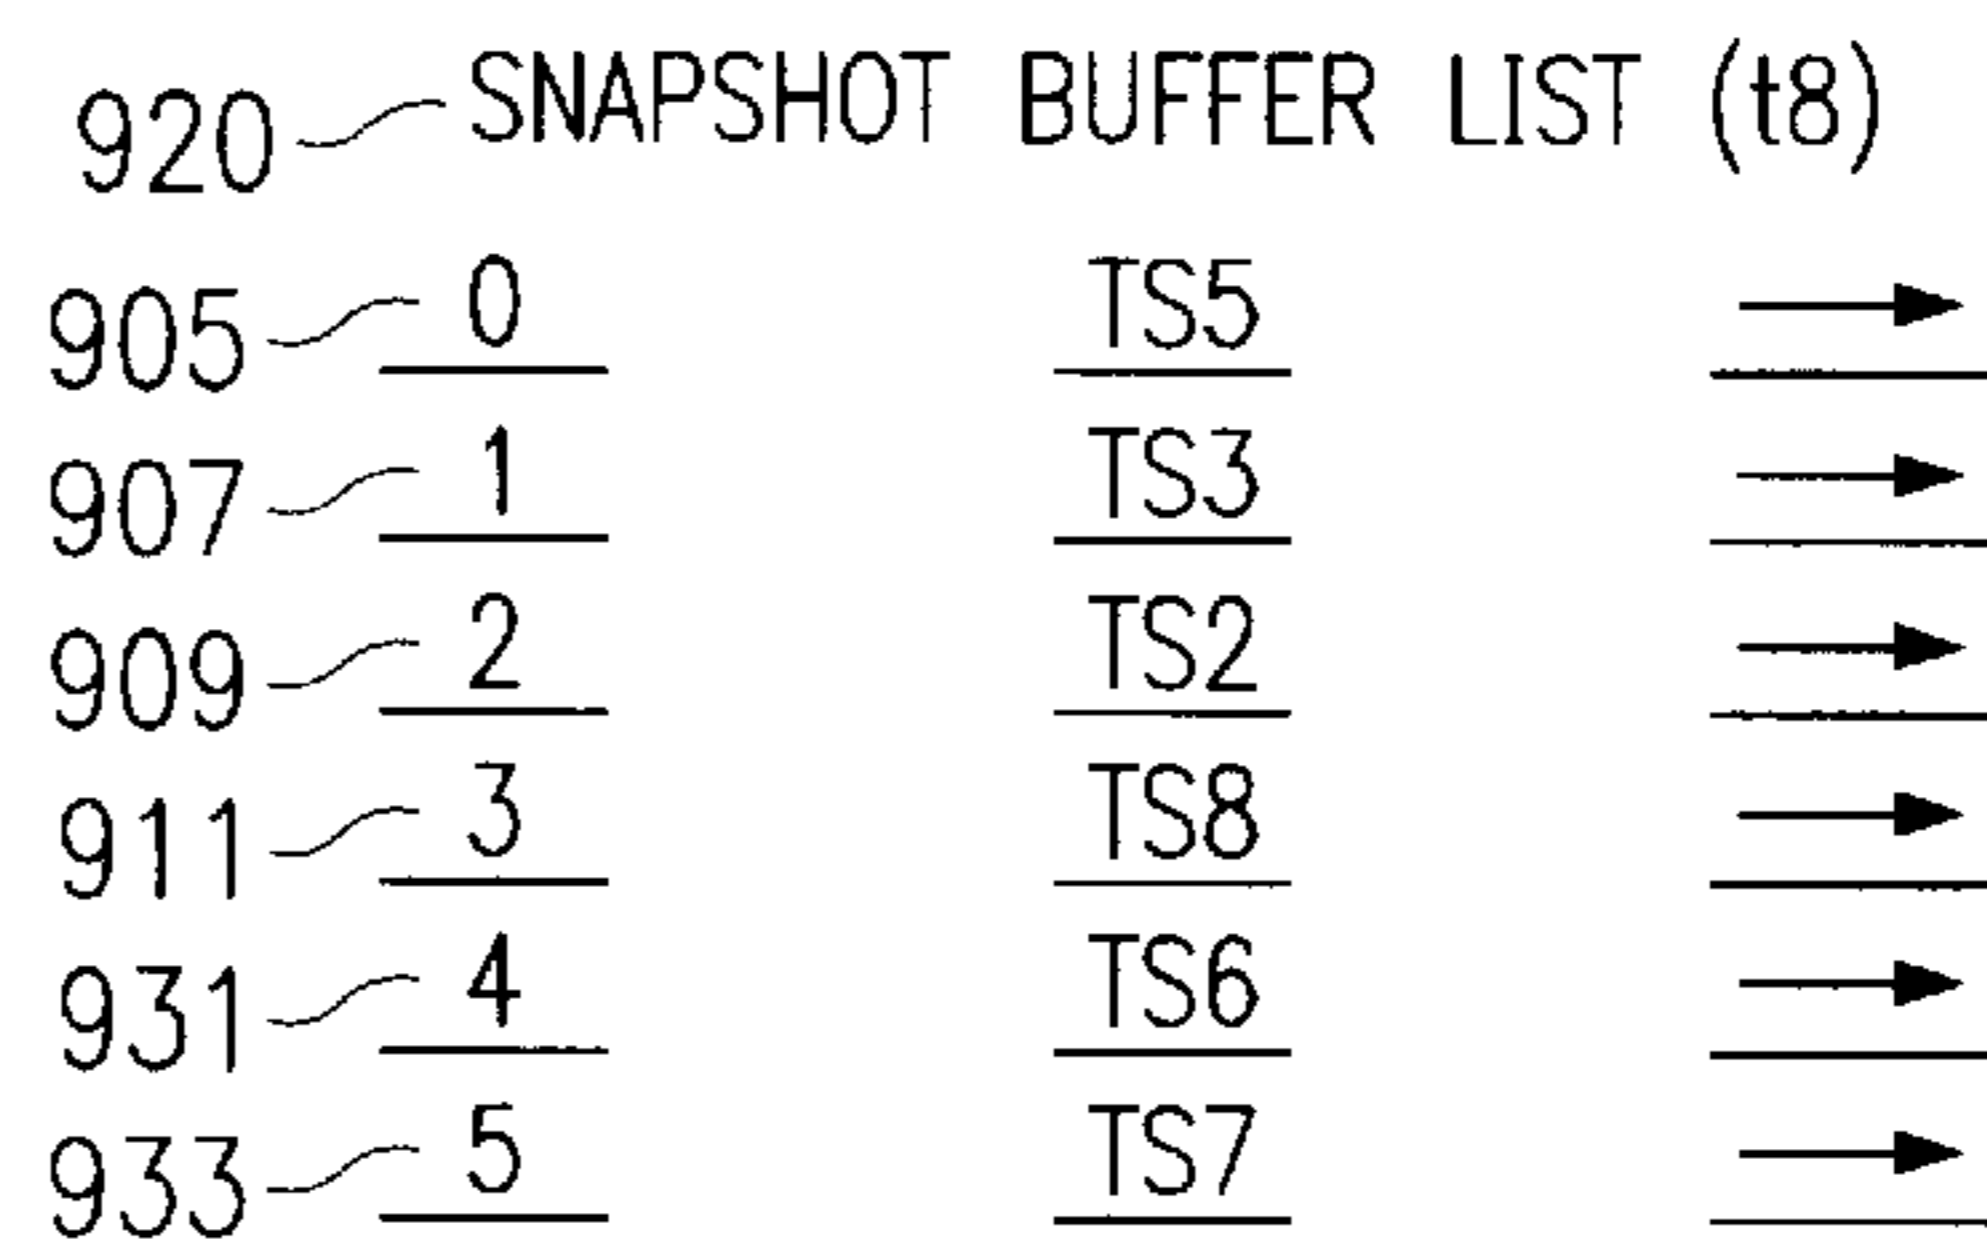 920 SNAPSHOT BUFFER LIST (t8)
905 0 TS5
907 1 TS3
909 2 TS2
911 3 TS8
931 4 TS6
933 5 TS7